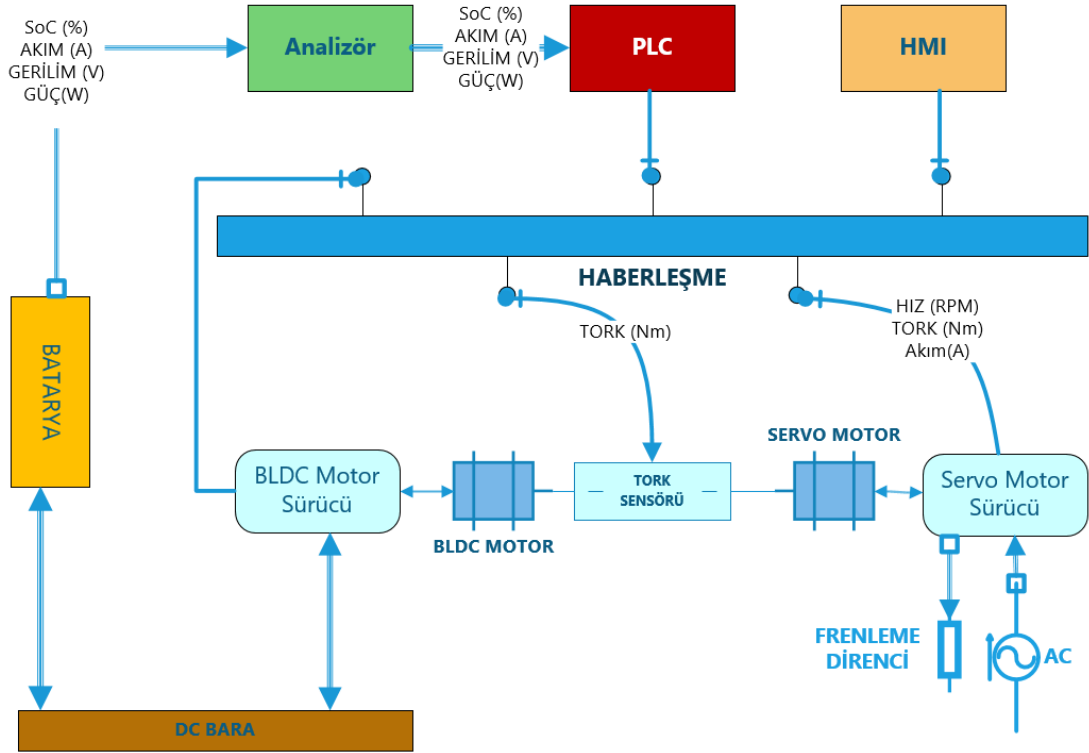 SoC (%)
AKIM (A)
GERİLİM (V)
GÜÇ(W)
Analizör
SoC (%)
AKIM (A)
GERİLİM (V)
GÜÇ(W)
PLC
HMI
HABERLEŞME
TORK (Nm)
HIZ (RPM)
TORK (Nm)
Akım(A)
BATARYA
BLDC Motor
Sürücü
BLDC MOTOR
TORK
SENSÖRÜ
SERVO MOTOR
Servo Motor
Sürücü
FRENLEME
DİRENCİ
AC
DC BARA